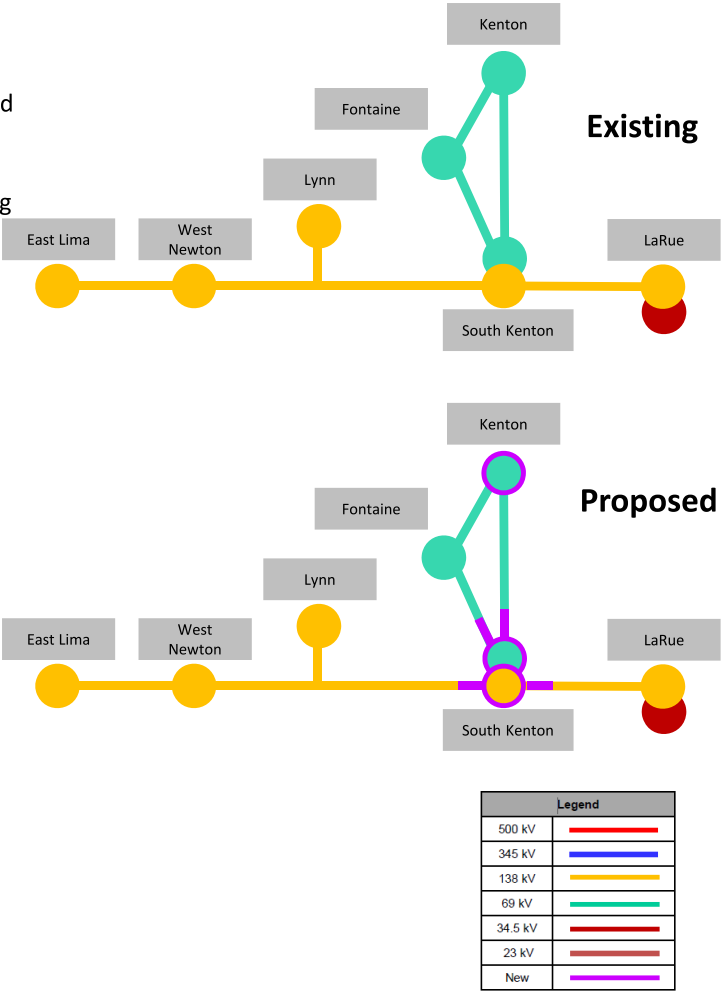 Kenton
d
Fontaine
Existing
Lynn
g
East Lima
West
Newton
LaRue
South Kenton
Kenton
Proposed
Fontaine
Lynn
East Lima
West
Newton
LaRue
South Kenton
Legend
500 kV
345 kV
138 kV
69 kV
34.5 kV
23 kV
New